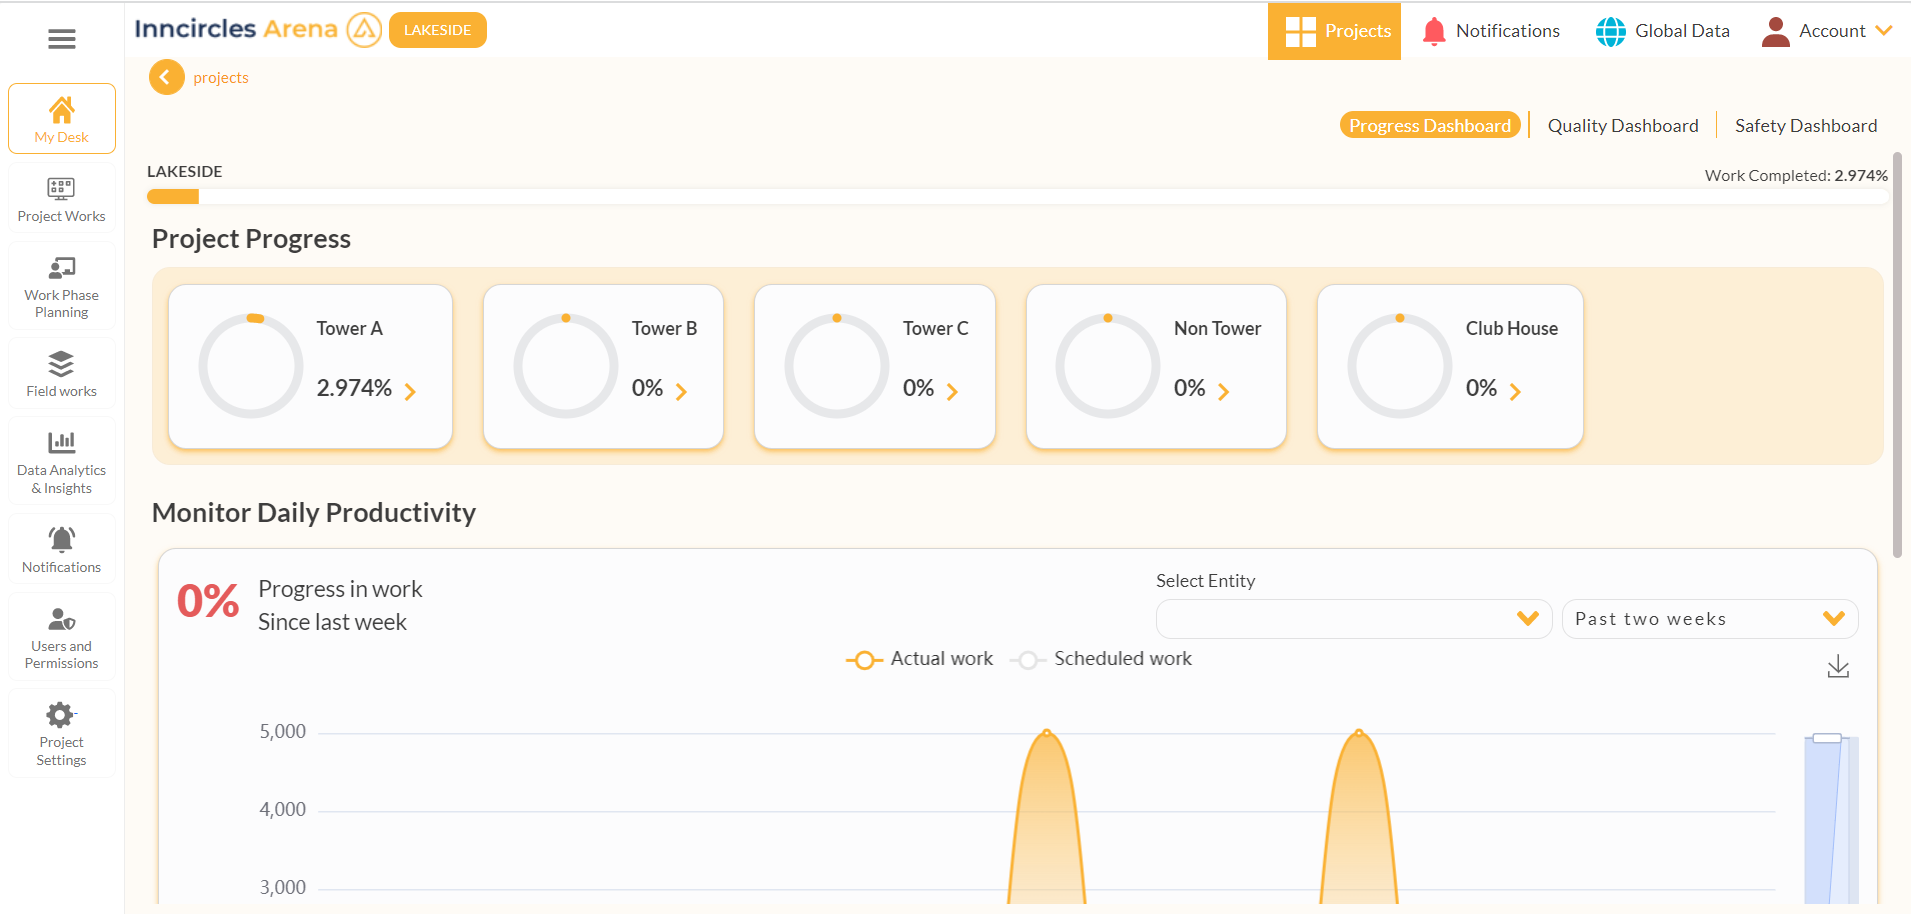 Inncircles Arena
LAKESIDE
Projects
Notifications
Global Data
Account
projects
My Desk
Project Works
Work Phase
Planning
Field works
Data Analytics
& Insights
Notifications
Users and
Permissions
Project
Settings
Progress Dashboard
Quality Dashboard
Safety Dashboard
LAKESIDE
Work Completed: 2.974%
Project Progress
Tower A
2.974%
Tower B
0%
Tower C
0%
Non Tower
0%
Club House
0%
Monitor Daily Productivity
0%
Progress in work
Since last week
Select Entity
Past two weeks
Actual work
Scheduled work
5,000
4,000
3,000